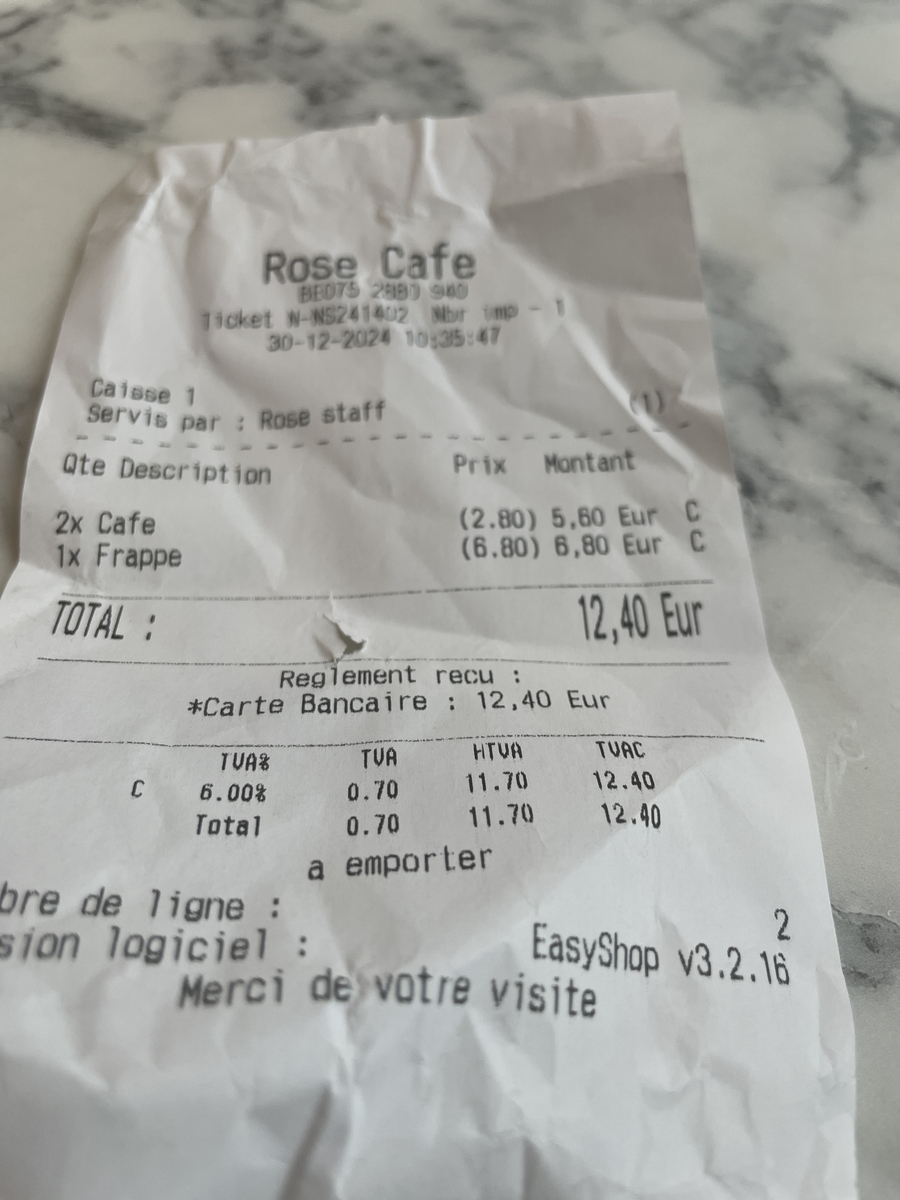 Rose Cafe
Ticket N-NS241402 Nbr imp - 1
30-12-2024 10:35:47
Caisse 1
Servis par : Rose staff (1)
Qte Description Prix Montant
2x Cafe (2.80) 5,60 Eur C
1x Frappe (6.80) 6,80 Eur C
TOTAL : 12,40 Eur
Reglement recu :
*Carte Bancaire : 12,40 Eur
TVA% TVA HTVA TVAC
C 6.00% 0.70 11.70 12.40
Total 0.70 11.70 12.40
a emporter
bre de ligne : 2
sion logiciel : EasyShop v3.2.16
Merci de votre visite